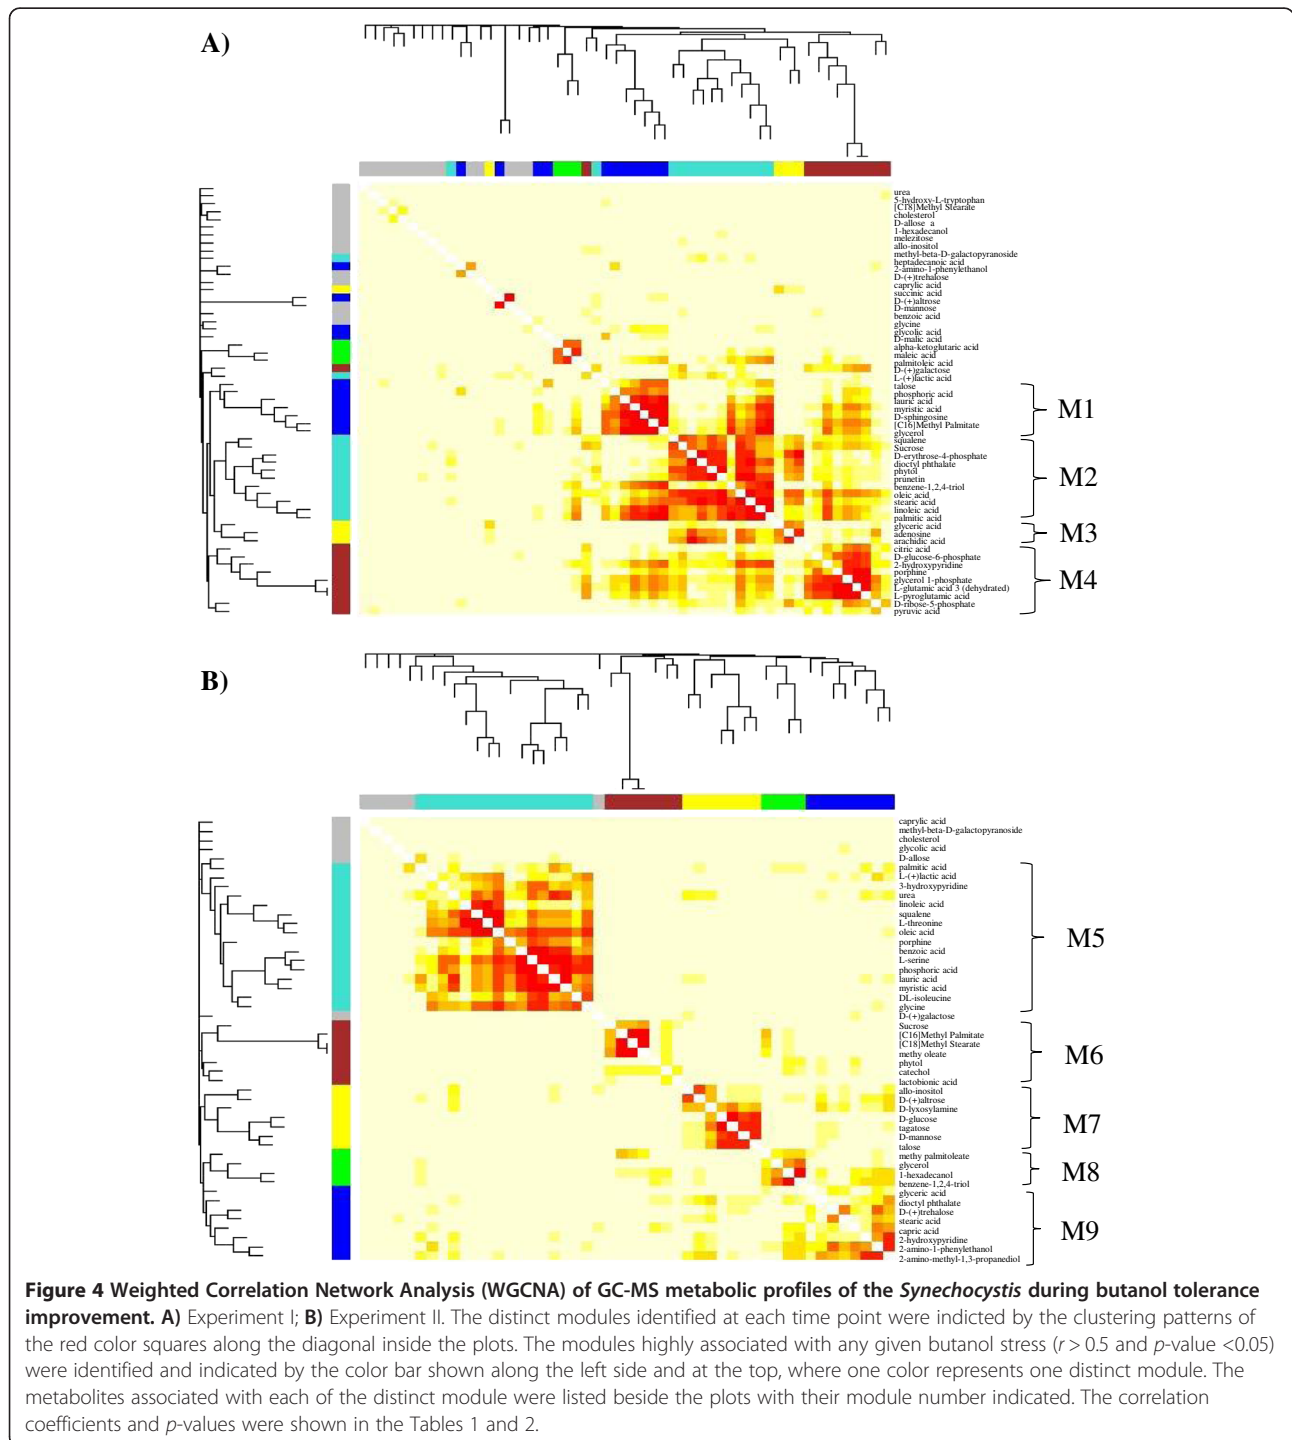 A)
urea
5-hydroxy-L-tryptophan
[C18]Methyl Stearate
cholesterol
D-allose a
1-hexadecanol
melezitose
allo-inositol
methyl-beta-D-galactopyranoside
heptadecanoic acid
2-amino-1-phenylethanol
D-(+)trehalose
caprylic acid
succinic acid
D-(+)altrose
D-mannose
benzoic acid
glycine
glycolic acid
D-malic acid
alpha-ketoglutaric acid
maleic acid
palmitoleic acid
D-(+)galactose
L-(+)lactic acid
talose
phosphoric acid
lauric acid
myristic acid
D-sphingosine
[C16]Methyl Palmitate
glycerol
M1
squalene
Sucrose
D-erythrose-4-phosphate
dioctyl phthalate
phytol
prunetin
benzene-1,2,4-triol
oleic acid
stearic acid
linoleic acid
palmitic acid
M2
glyceric acid
adenosine
arachidic acid
M3
citric acid
D-glucose-6-phosphate
2-hydroxypyridine
porphine
glycerol 1-phosphate
L-glutamic acid 3 (dehydrated)
L-pyroglutamic acid
D-ribose-5-phosphate
pyruvic acid
M4
B)
caprylic acid
methyl-beta-D-galactopyranoside
cholesterol
glycolic acid
D-allose
palmitic acid
L-(+)lactic acid
3-hydroxypyridine
urea
linoleic acid
squalene
L-threonine
oleic acid
porphine
benzoic acid
L-serine
phosphoric acid
lauric acid
myristic acid
DL-isoleucine
glycine
M5
D-(+)galactose
Sucrose
[C16]Methyl Palmitate
[C18]Methyl Stearate
methy oleate
phytol
catechol
lactobionic acid
M6
allo-inositol
D-(+)altrose
D-lyxosylamine
D-glucose
tagatose
D-mannose
talose
M7
methy palmitoleate
glycerol
1-hexadecanol
benzene-1,2,4-triol
M8
glyceric acid
dioctyl phthalate
D-(+)trehalose
stearic acid
capric acid
2-hydroxypyridine
2-amino-1-phenylethanol
2-amino-methyl-1,3-propanediol
M9
Figure 4 Weighted Correlation Network Analysis (WGCNA) of GC-MS metabolic profiles of the Synechocystis during butanol tolerance
improvement. A) Experiment I; B) Experiment II. The distinct modules identified at each time point were indicted by the clustering patterns of
the red color squares along the diagonal inside the plots. The modules highly associated with any given butanol stress (r > 0.5 and p-value <0.05)
were identified and indicated by the color bar shown along the left side and at the top, where one color represents one distinct module. The
metabolites associated with each of the distinct module were listed beside the plots with their module number indicated. The correlation
coefficients and p-values were shown in the Tables 1 and 2.